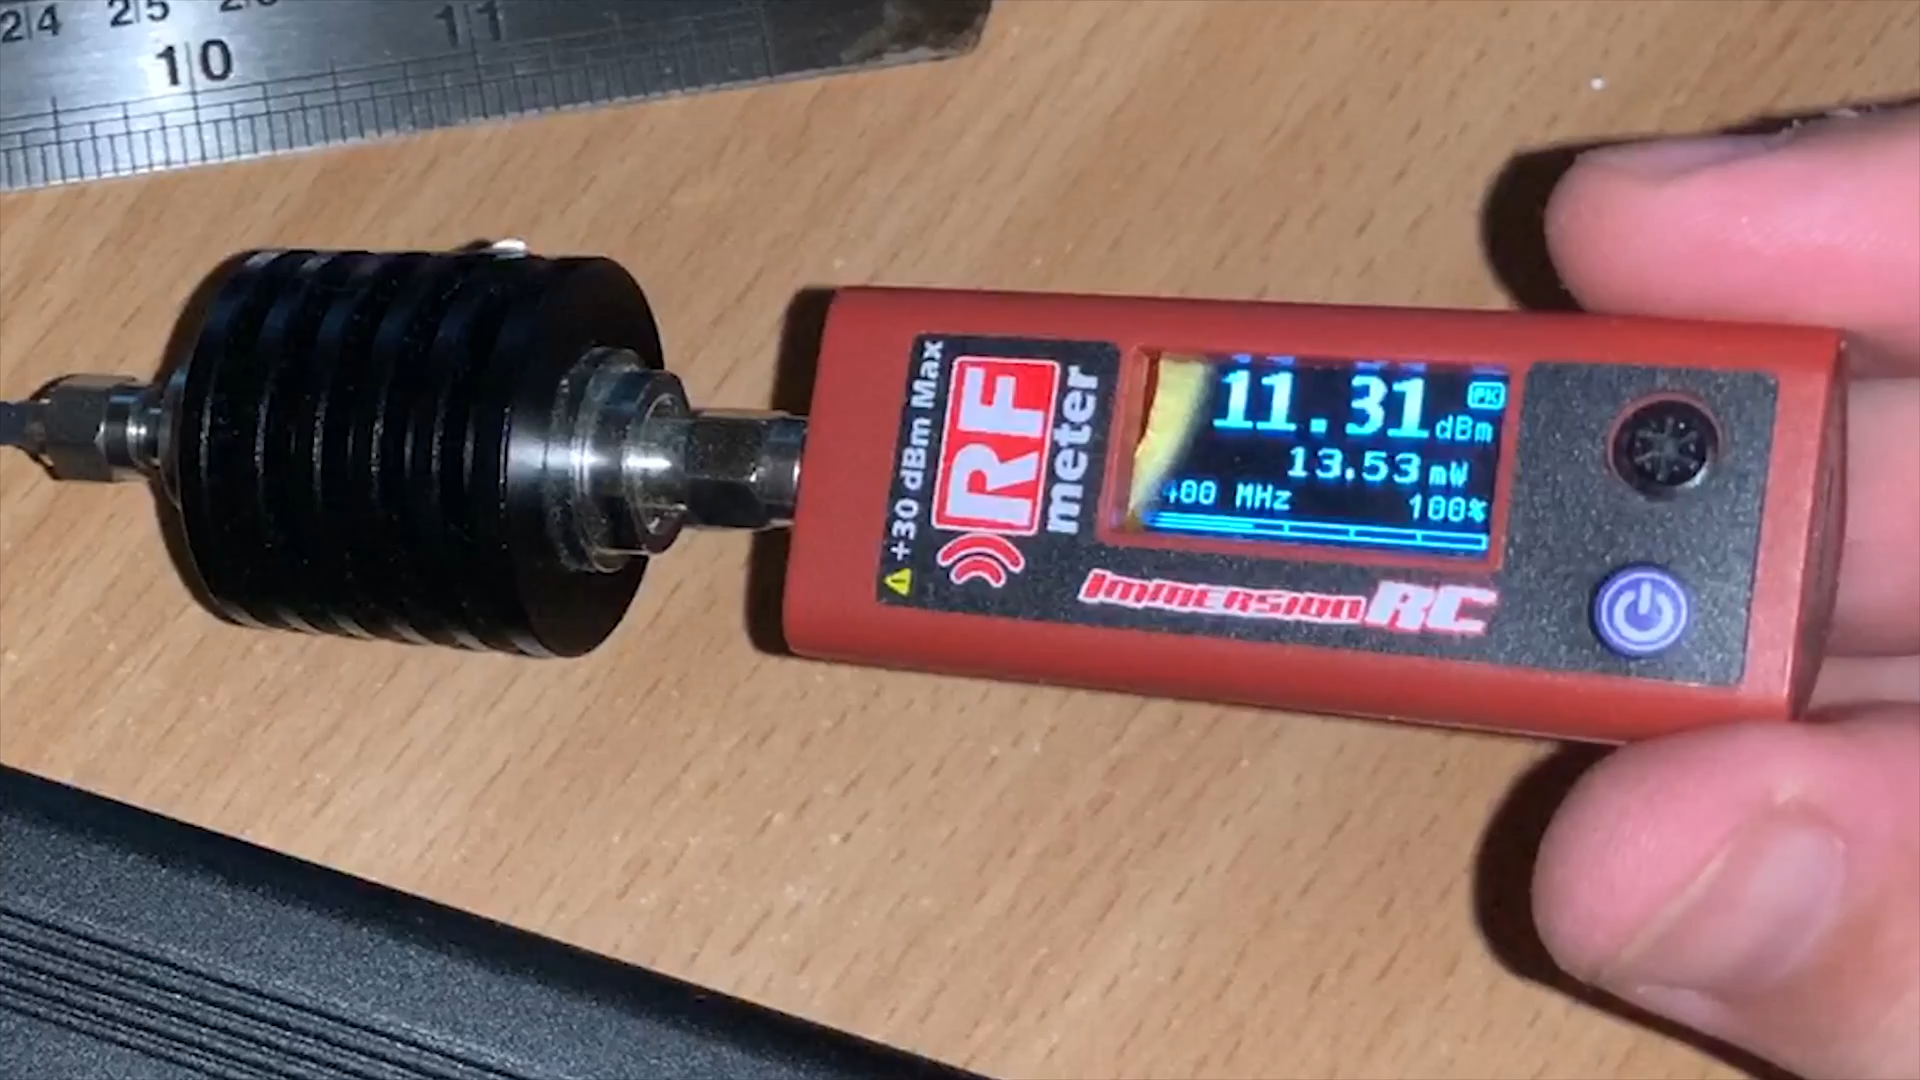 24 25
10 11
+30 dBm Max
RF
meter
11.31 dBm
PK
13.53 mW
400 MHz 100%
ImmersionRC